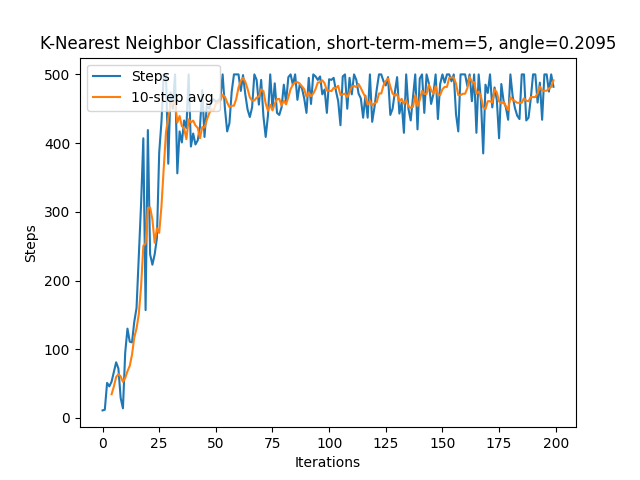 K-Nearest Neighbor Classification, short-term-mem=5, angle=0.2095
Steps
10-step avg
500
400
300
200
100
0
Steps
0 25 50 75 100 125 150 175 200
Iterations